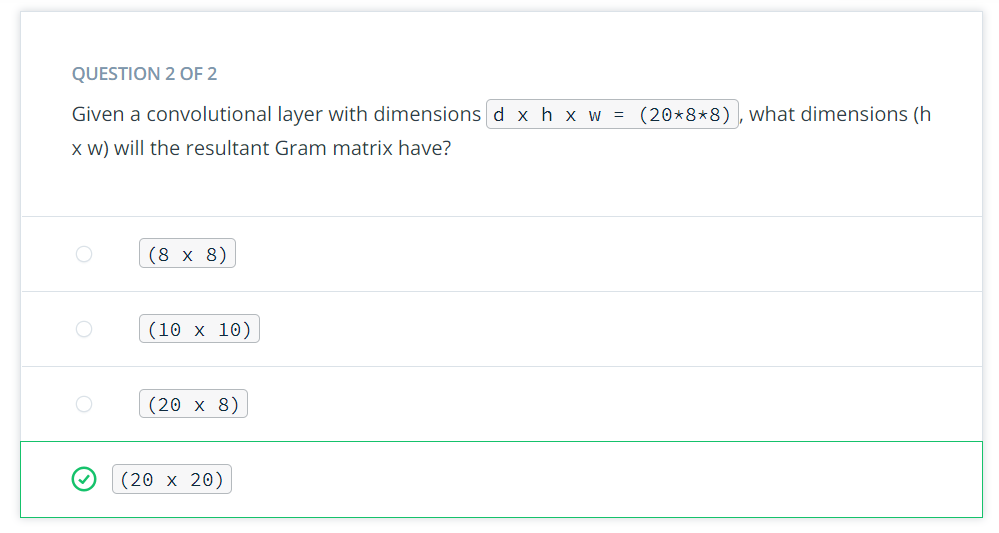 QUESTION 2 OF 2
Given a convolutional layer with dimensions d x h x w = (20*8*8), what dimensions (h
x w) will the resultant Gram matrix have?
(8 x 8)
(10 x 10)
(20 x 8)
(20 x 20)